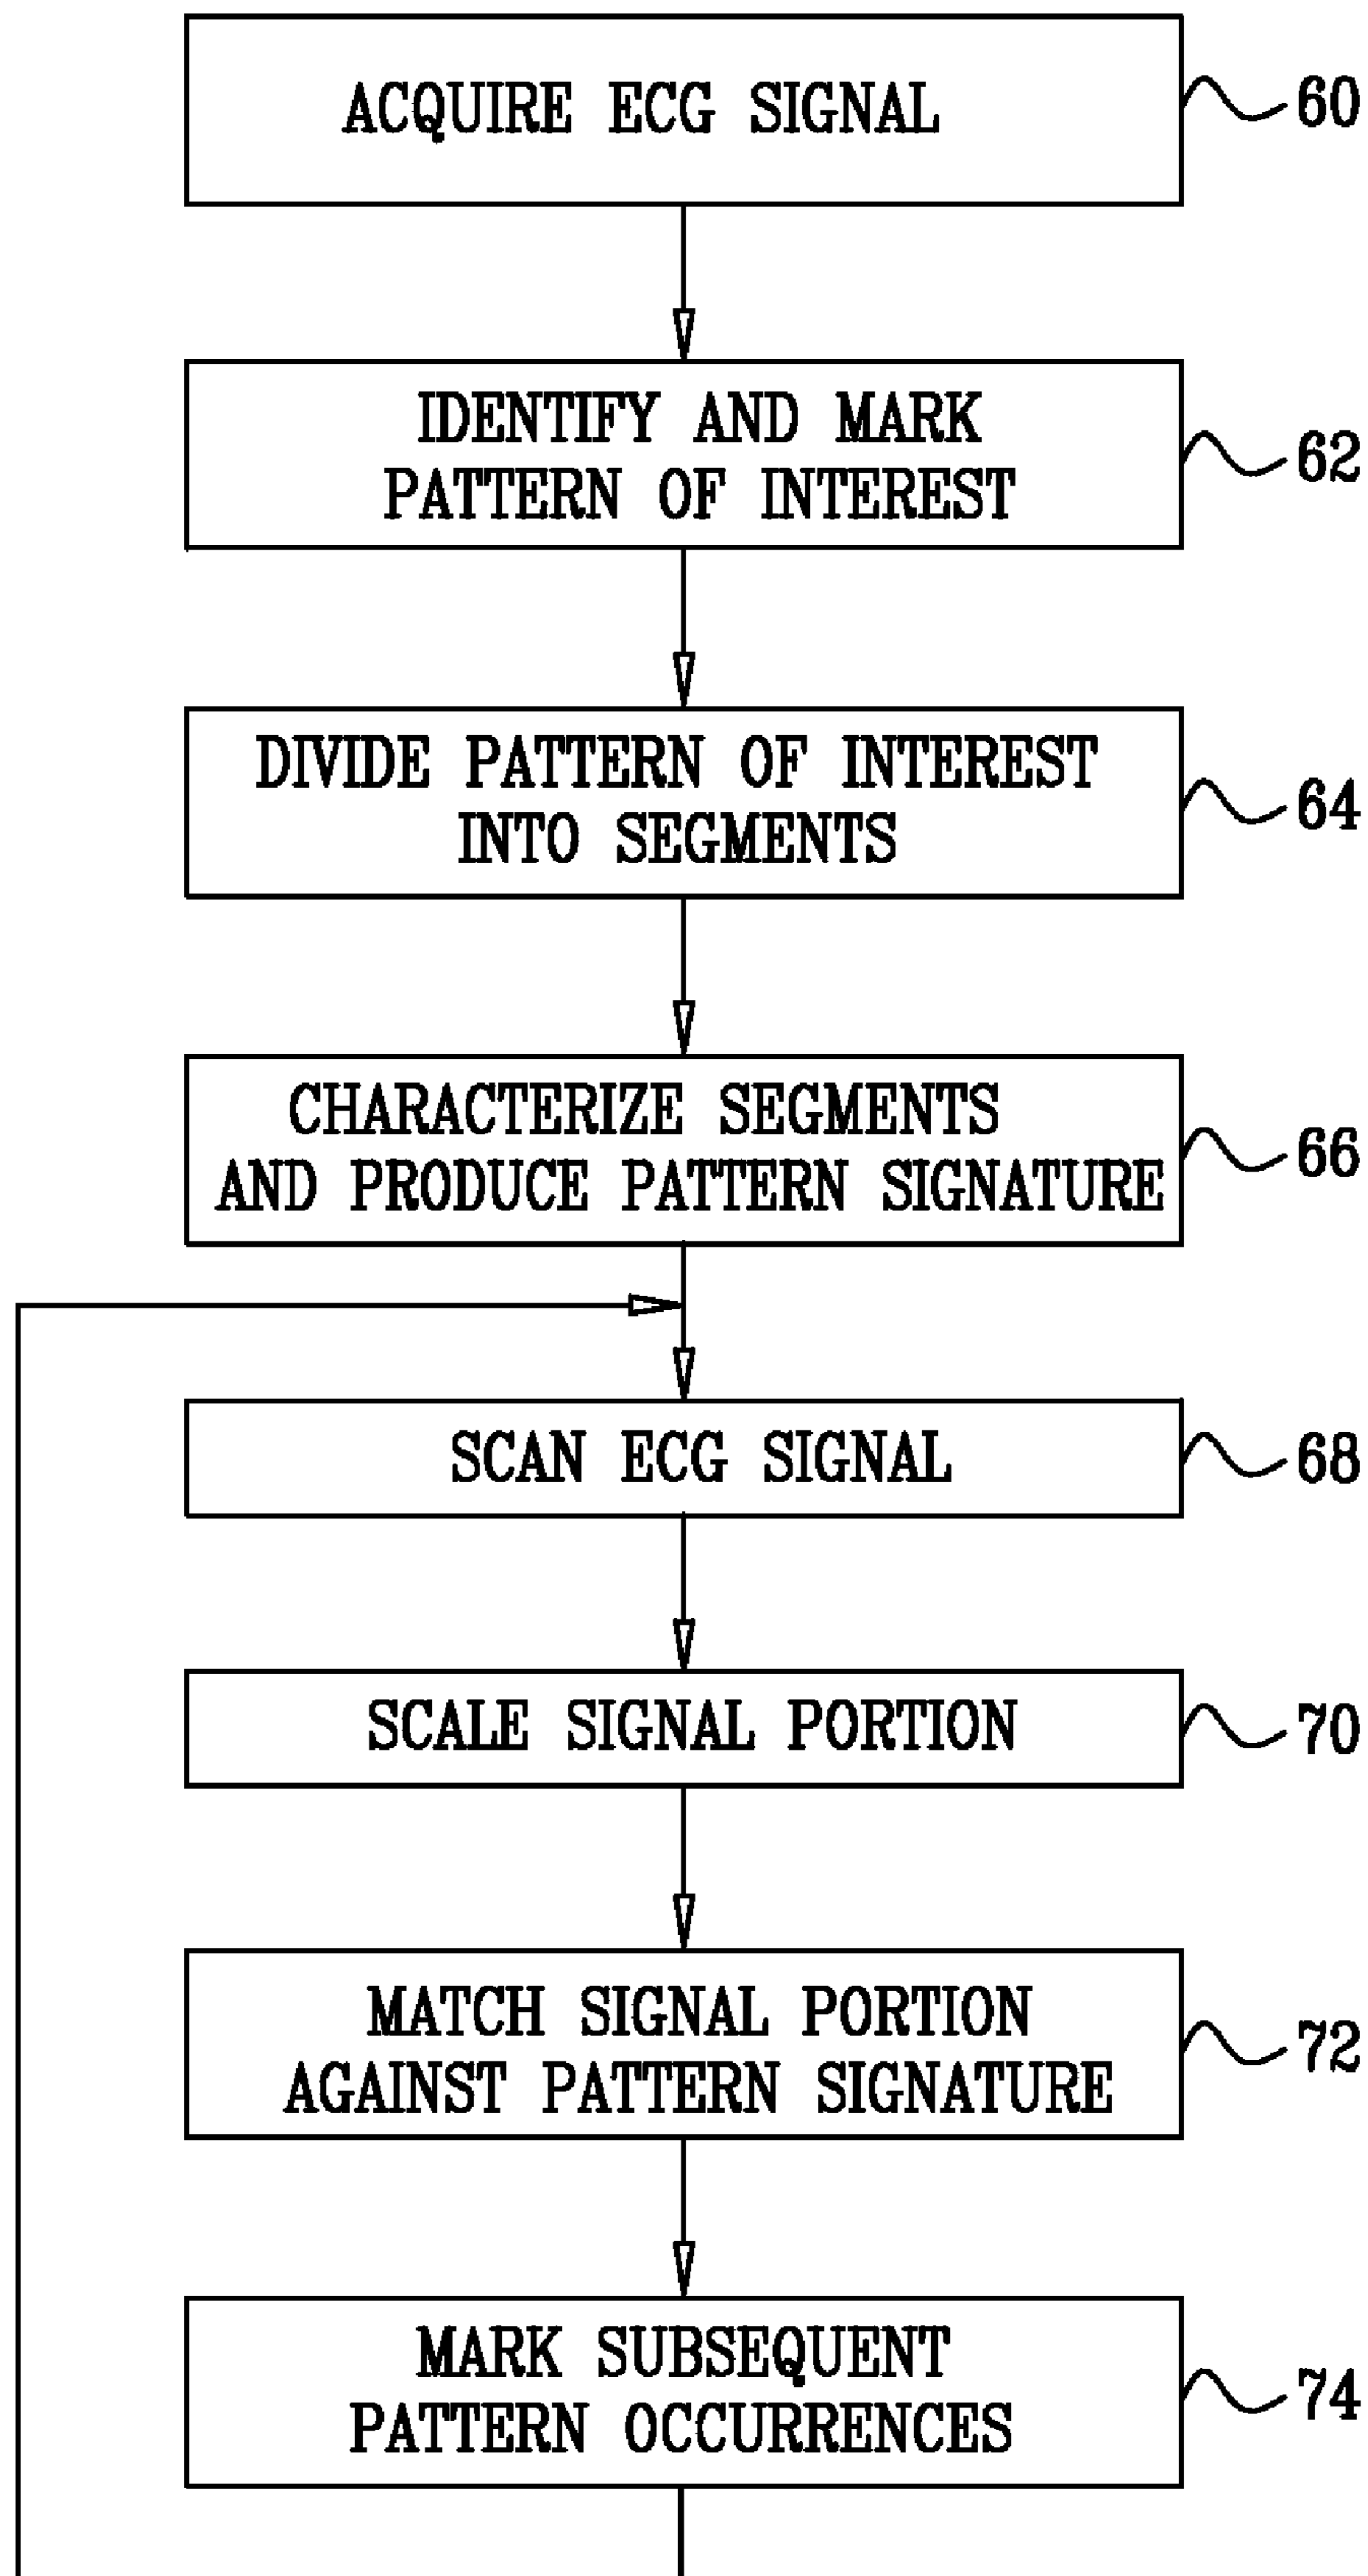 ACQUIRE ECG SIGNAL
60
IDENTIFY AND MARK
PATTERN OF INTEREST
62
DIVIDE PATTERN OF INTEREST
INTO SEGMENTS
64
CHARACTERIZE SEGMENTS
AND PRODUCE PATTERN SIGNATURE
66
SCAN ECG SIGNAL
68
SCALE SIGNAL PORTION
70
MATCH SIGNAL PORTION
AGAINST PATTERN SIGNATURE
72
MARK SUBSEQUENT
PATTERN OCCURRENCES
74